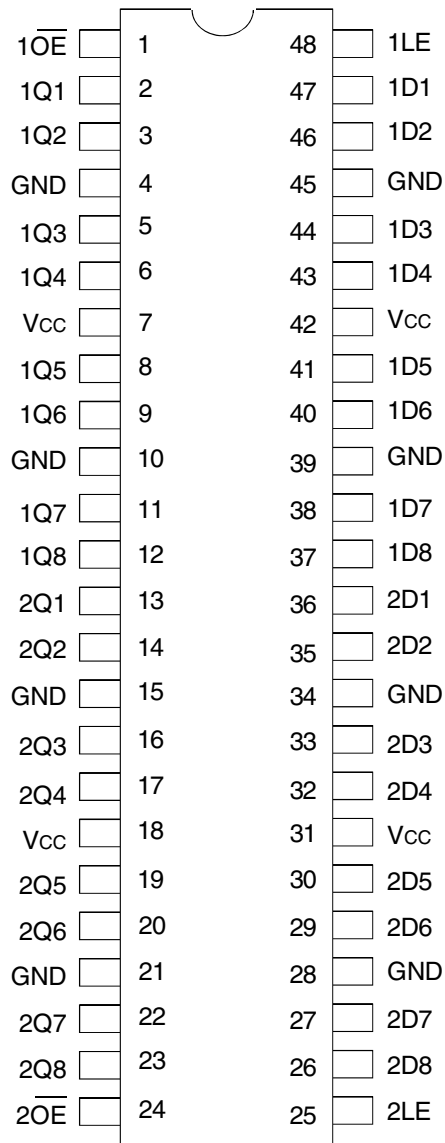 1O̅E̅ 1 48 1LE
1Q1 2 47 1D1
1Q2 3 46 1D2
GND 4 45 GND
1Q3 5 44 1D3
1Q4 6 43 1D4
VCC 7 42 VCC
1Q5 8 41 1D5
1Q6 9 40 1D6
GND 10 39 GND
1Q7 11 38 1D7
1Q8 12 37 1D8
2Q1 13 36 2D1
2Q2 14 35 2D2
GND 15 34 GND
2Q3 16 33 2D3
2Q4 17 32 2D4
VCC 18 31 VCC
2Q5 19 30 2D5
2Q6 20 29 2D6
GND 21 28 GND
2Q7 22 27 2D7
2Q8 23 26 2D8
2O̅E̅ 24 25 2LE